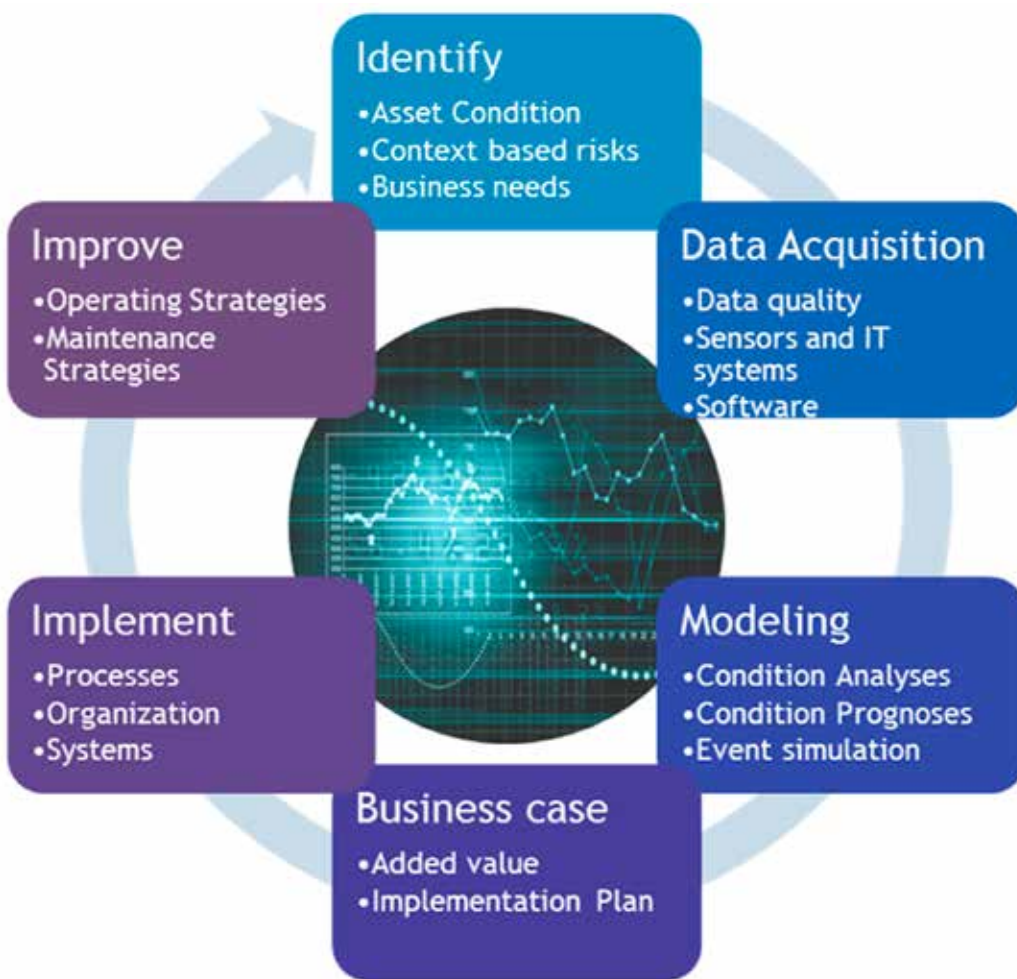 Identify
•Asset Condition
•Context based risks
•Business needs
Data Acquisition
•Data quality
•Sensors and IT
systems
•Software
Modeling
•Condition Analyses
•Condition Prognoses
•Event simulation
Business case
•Added value
•Implementation Plan
Implement
•Processes
•Organization
•Systems
Improve
•Operating Strategies
•Maintenance
Strategies